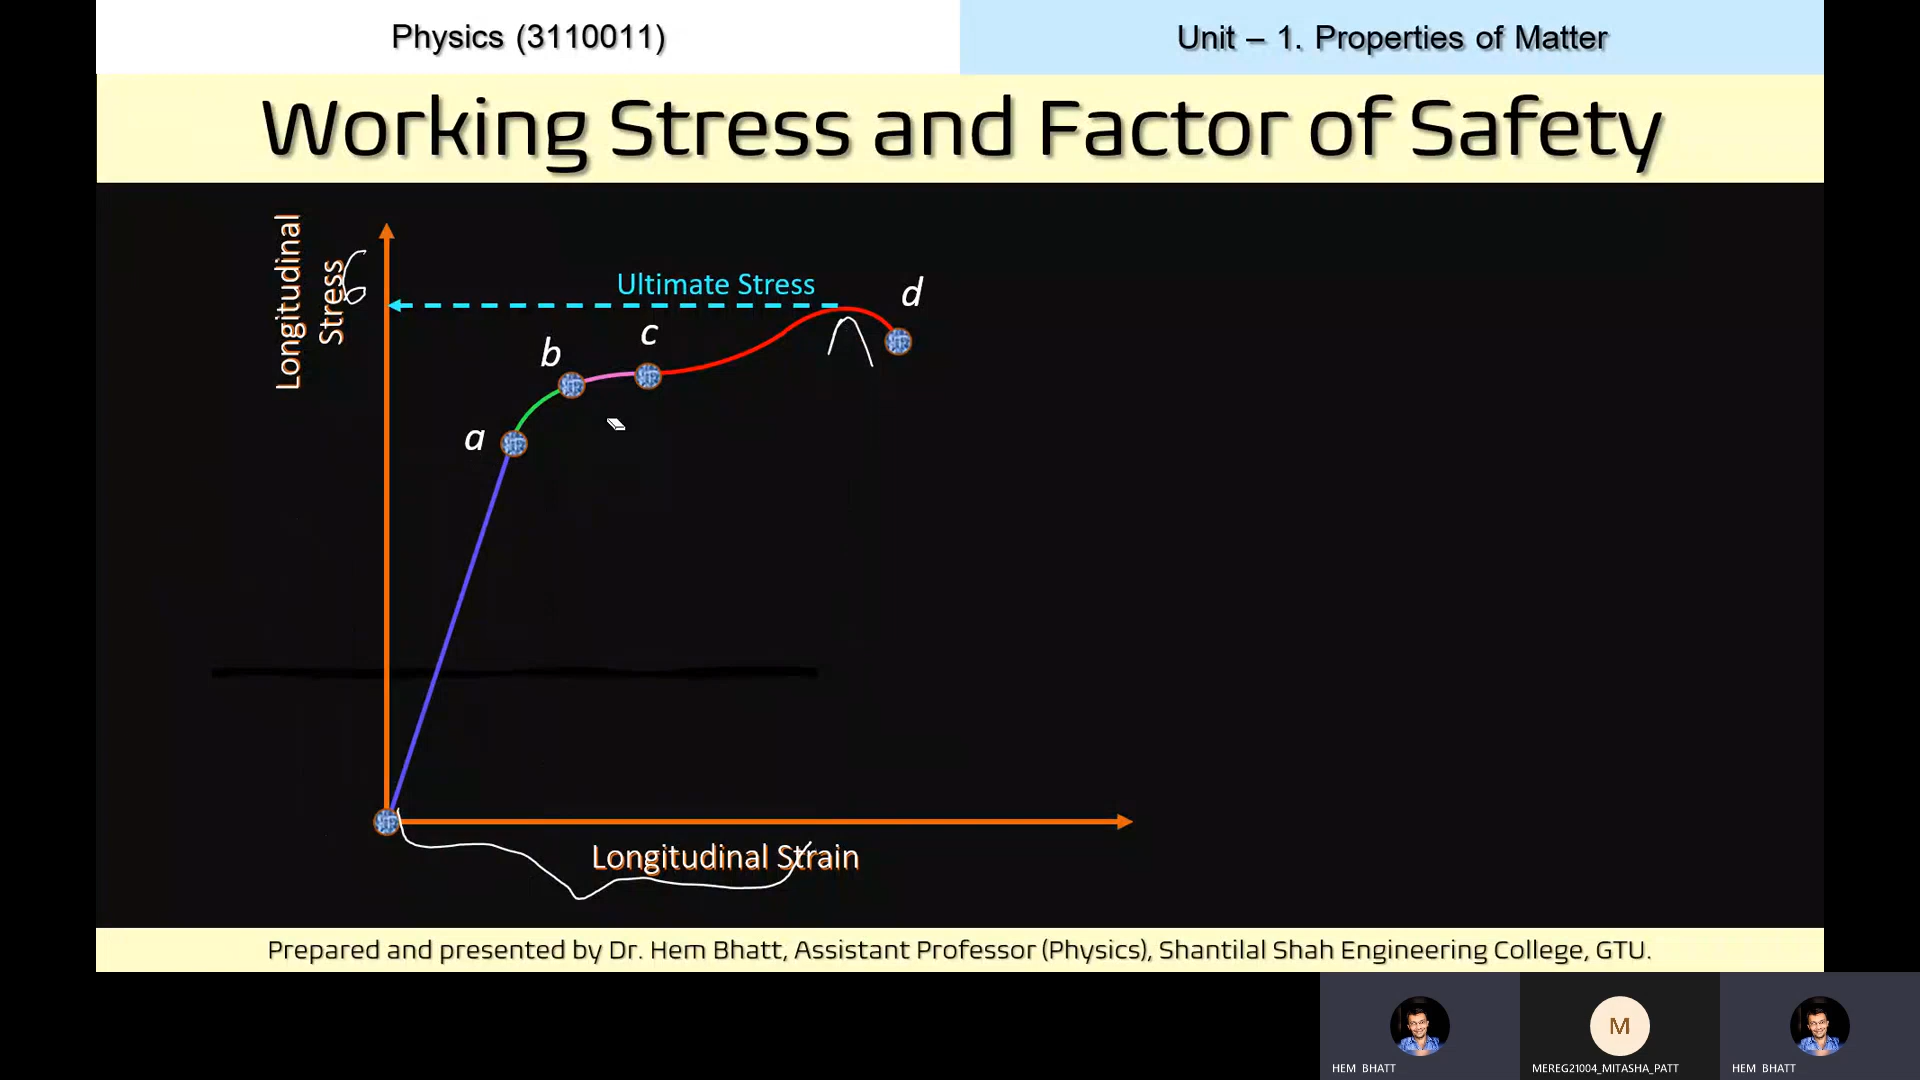 Physics (3110011)
Unit – 1. Properties of Matter
Working Stress and Factor of Safety
Longitudinal
Stress
6
Ultimate Stress
d
c
b
a
Longitudinal Strain
Prepared and presented by Dr. Hem Bhatt, Assistant Professor (Physics), Shantilal Shah Engineering College, GTU.
M
HEM BHATT
MEREG21004_MITASHA_PATT
HEM BHATT